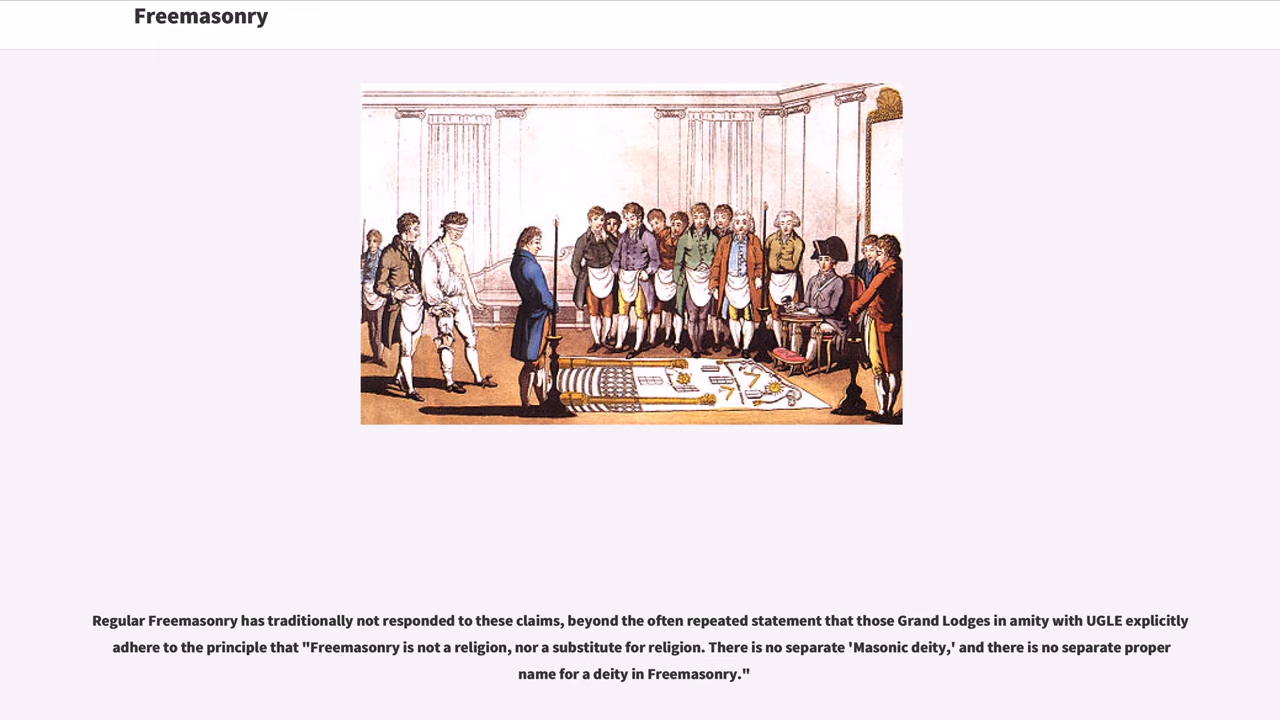 Freemasonry
Regular Freemasonry has traditionally not responded to these claims, beyond the often repeated statement that those Grand Lodges in amity with UGLE explicitly
adhere to the principle that "Freemasonry is not a religion, nor a substitute for religion. There is no separate 'Masonic deity,' and there is no separate proper
name for a deity in Freemasonry."